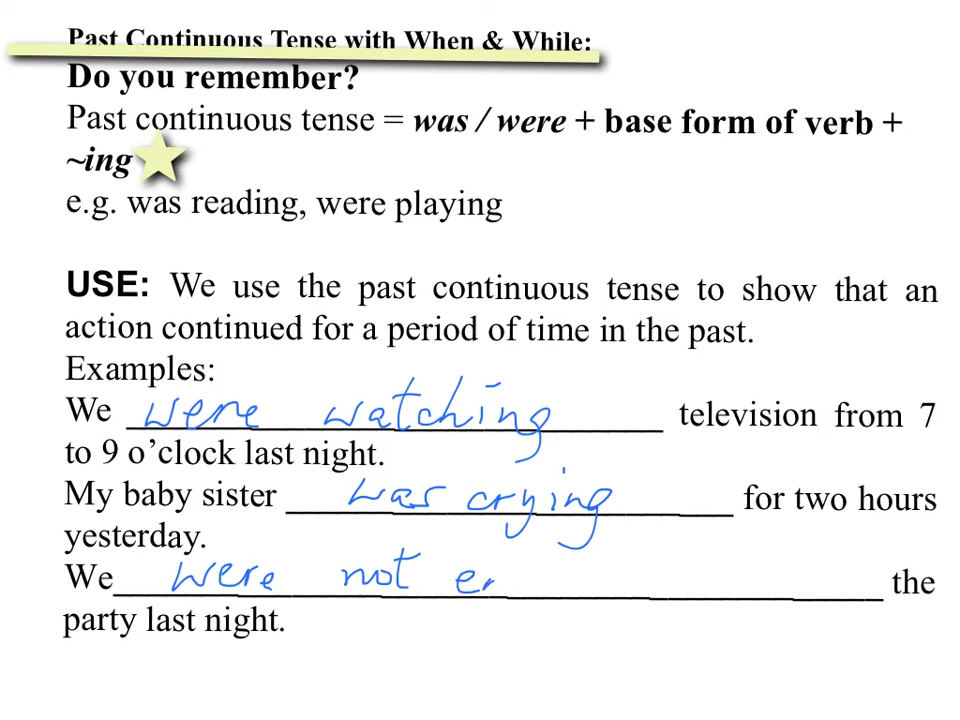 Past Continuous Tense with When & While:
Do you remember?
Past continuous tense = was / were + base form of verb +
~ing
e.g. was reading, were playing
USE: We use the past continuous tense to show that an
action continued for a period of time in the past.
Examples:
We were watching television from 7
to 9 o’clock last night.
My baby sister was crying for two hours
yesterday.
We were not en the
party last night.